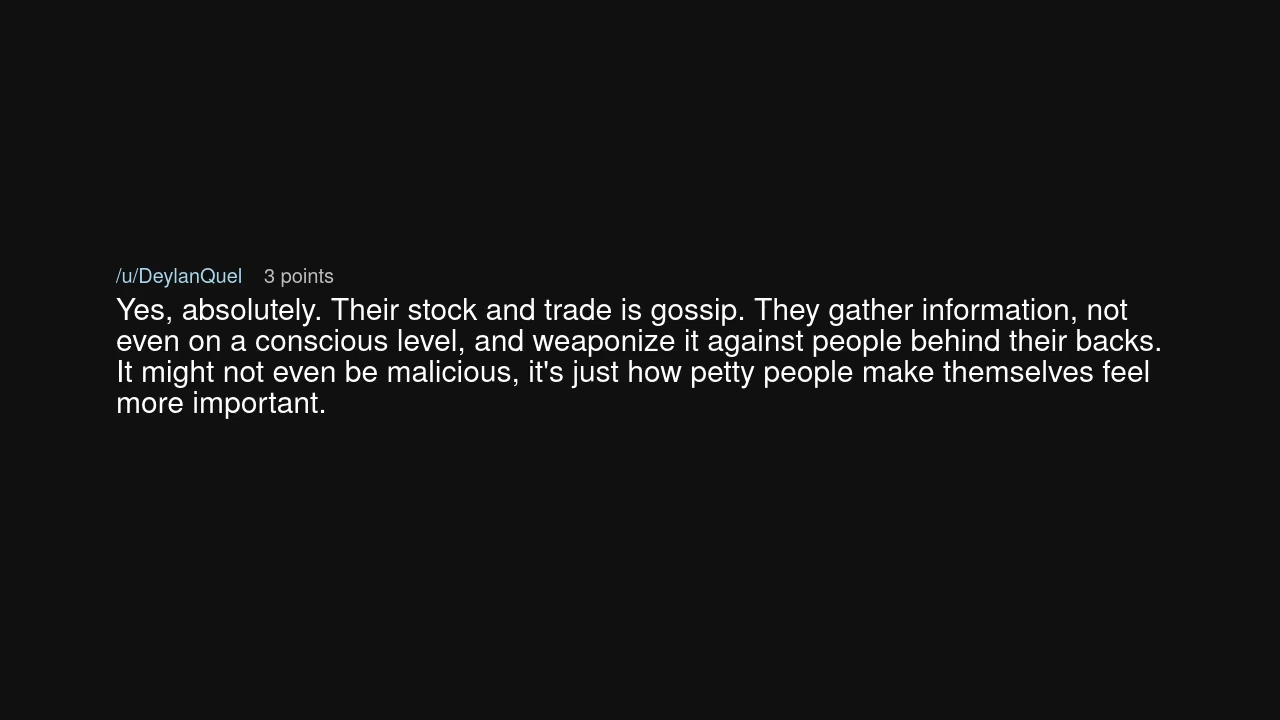 /u/DeylanQuel 3 points
Yes, absolutely. Their stock and trade is gossip. They gather information, not
even on a conscious level, and weaponize it against people behind their backs.
It might not even be malicious, it's just how petty people make themselves feel
more important.